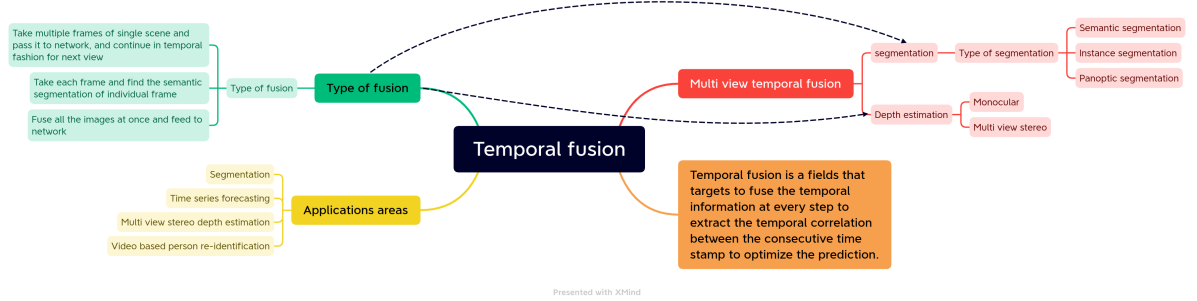 Temporal fusion
Type of fusion
Type of fusion
Take multiple frames of single scene and
pass it to network, and continue in temporal
fashion for next view
Take each frame and find the semantic
segmentation of individual frame
Fuse all the images at once and feed to
network
Applications areas
Segmentation
Time series forecasting
Multi view stereo depth estimation
Video based person re-identification
Multi view temporal fusion
segmentation
Type of segmentation
Semantic segmentation
Instance segmentation
Panoptic segmentation
Depth estimation
Monocular
Multi view stereo
Temporal fusion is a fields that
targets to fuse the temporal
information at every step to
extract the temporal correlation
between the consecutive time
stamp to optimize the prediction.
Presented with XMind